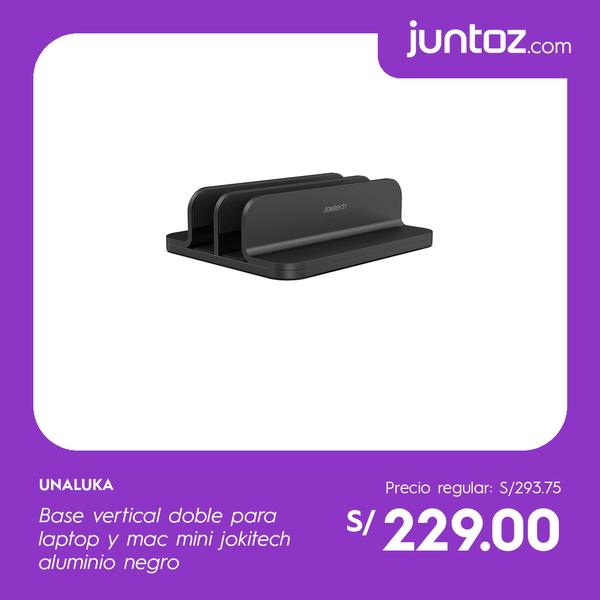 juntoz.com
Jokitech
UNALUKA
Base vertical doble para
laptop y mac mini jokitech
aluminio negro
Precio regular: S/293.75
S/ 229.00